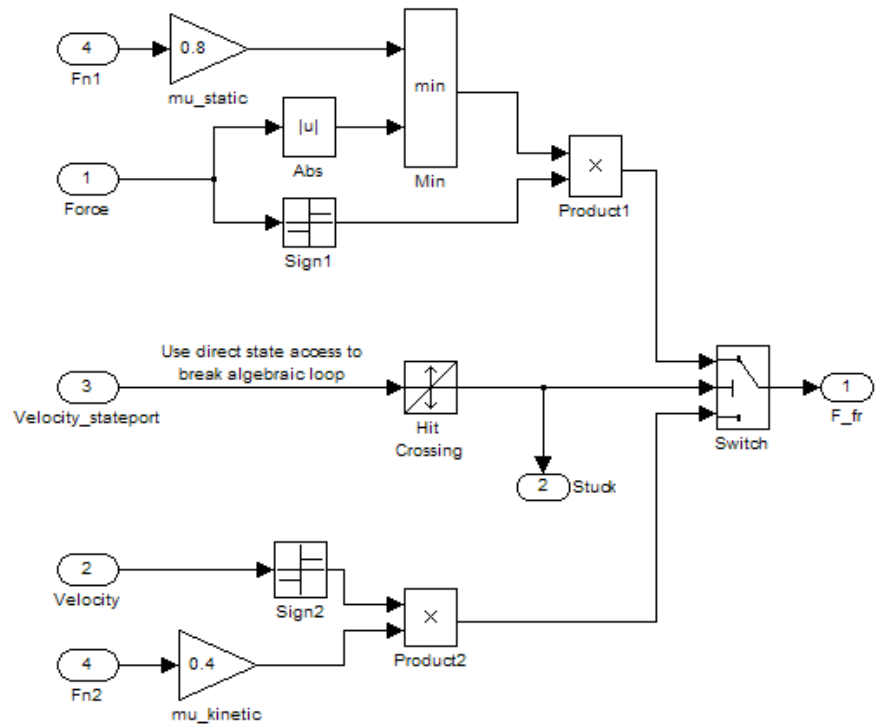 4
Fn1
0.8
mu_static
min
Min
|u|
Abs
1
Force
Sign1
×
Product1
Use direct state access to
break algebraic loop
3
Velocity_stateport
Hit
Crossing
Switch
1
F_fr
2
Stuck
2
Velocity
Sign2
×
Product2
4
Fn2
0.4
mu_kinetic